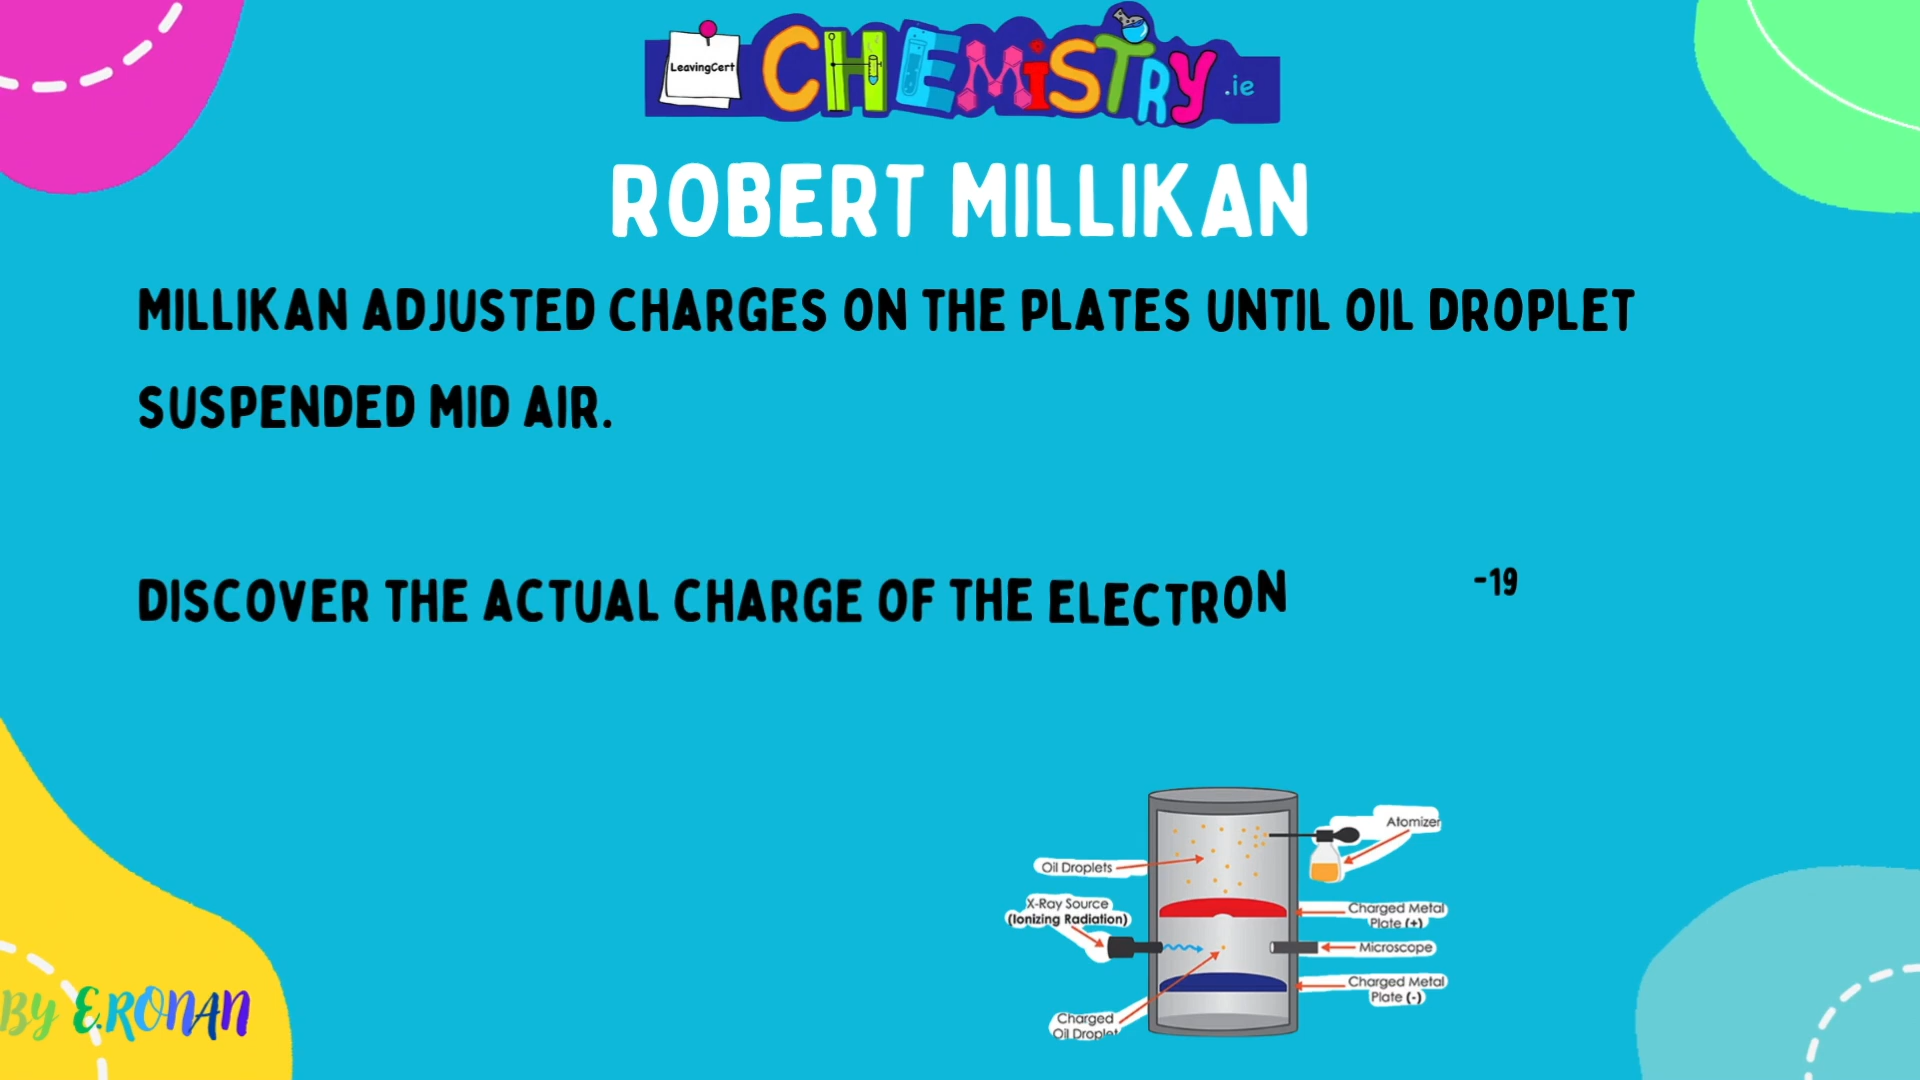 LeavingCert
CHEMiSTRY.ie
ROBERT MILLIKAN
MILLIKAN ADJUSTED CHARGES ON THE PLATES UNTIL OIL DROPLET
SUSPENDED MID AIR.
DISCOVER THE ACTUAL CHARGE OF THE ELECTRON -19
Atomizer
Oil Droplets
X-Ray Source
(Ionizing Radiation)
Charged Metal
Plate (+)
Microscope
Charged Metal
Plate (-)
Charged
Oil Droplet
By E.RONAN